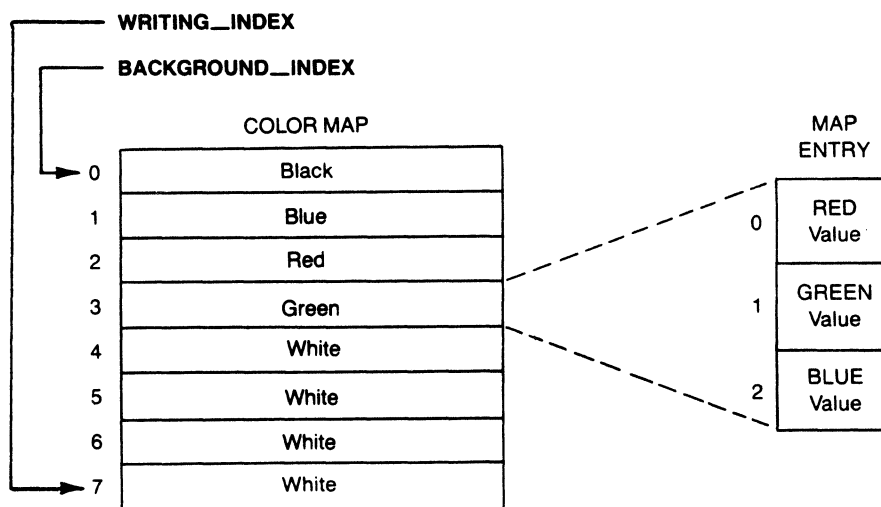 WRITING_INDEX
BACKGROUND_INDEX
COLOR MAP
0 Black
1 Blue
2 Red
3 Green
4 White
5 White
6 White
7 White
MAP
ENTRY
0 RED
Value
1 GREEN
Value
2 BLUE
Value